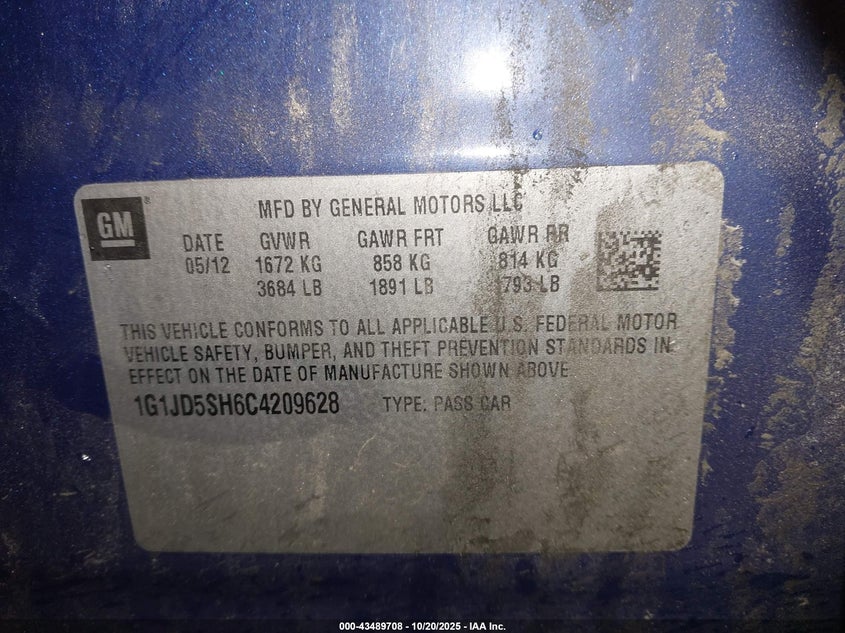 GM
MFD BY GENERAL MOTORS LLC
DATE GVWR GAWR FRT GAWR RR
05/12 1672 KG 858 KG 814 KG
3684 LB 1891 LB 1793 LB
THIS VEHICLE CONFORMS TO ALL APPLICABLE U.S. FEDERAL MOTOR
VEHICLE SAFETY, BUMPER, AND THEFT PREVENTION STANDARDS IN
EFFECT ON THE DATE OF MANUFACTURE SHOWN ABOVE
1G1JD5SH6C4209628 TYPE: PASS CAR
000-43489708 - 10/20/2025 - IAA Inc.